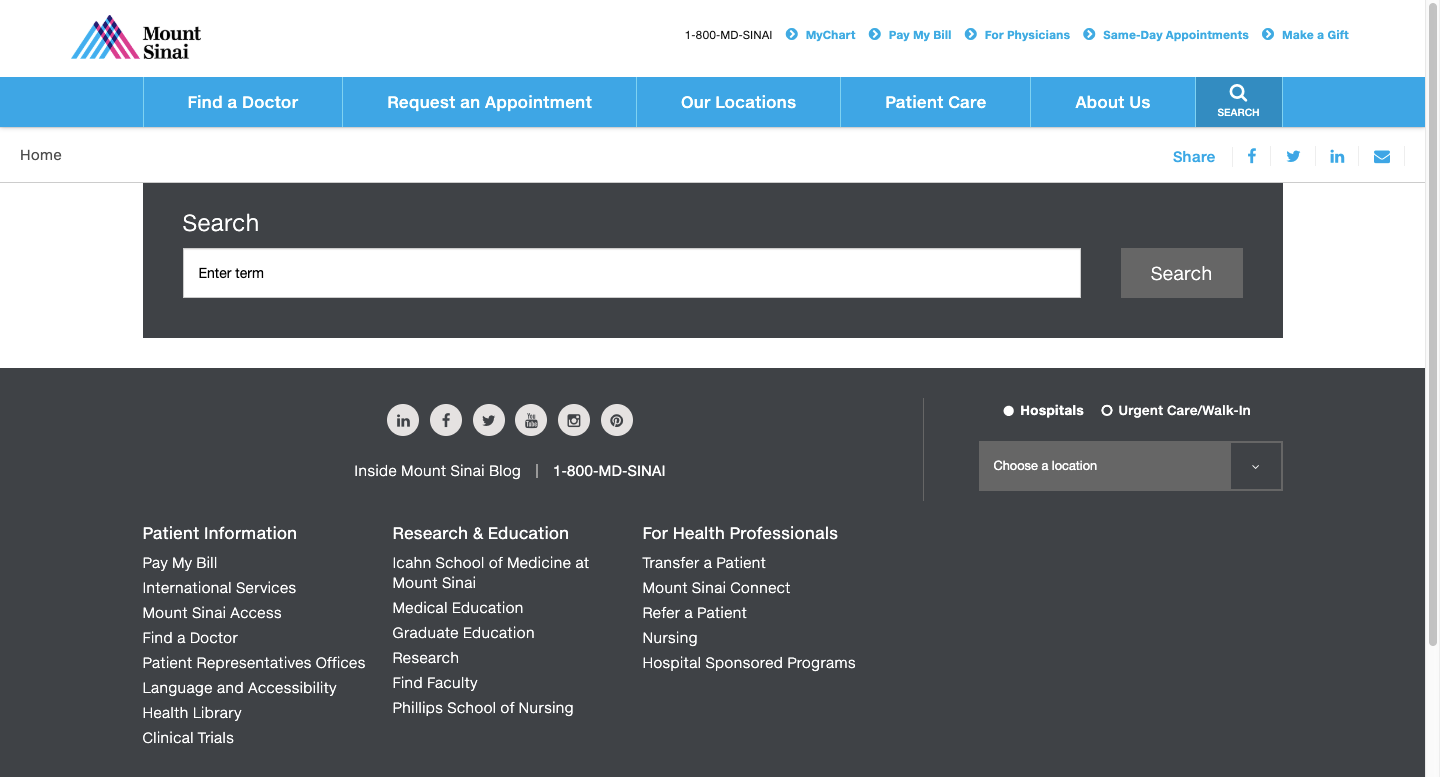 Mount
Sinai
1-800-MD-SINAI MyChart Pay My Bill For Physicians Same-Day Appointments Make a Gift
Find a Doctor Request an Appointment Our Locations Patient Care About Us SEARCH
Home
Share
Search
Enter term
Search
Hospitals Urgent Care/Walk-In
You
Tube
Choose a location
Inside Mount Sinai Blog | 1-800-MD-SINAI
Patient Information
Pay My Bill
International Services
Mount Sinai Access
Find a Doctor
Patient Representatives Offices
Language and Accessibility
Health Library
Clinical Trials
Research & Education
Icahn School of Medicine at
Mount Sinai
Medical Education
Graduate Education
Research
Find Faculty
Phillips School of Nursing
For Health Professionals
Transfer a Patient
Mount Sinai Connect
Refer a Patient
Nursing
Hospital Sponsored Programs